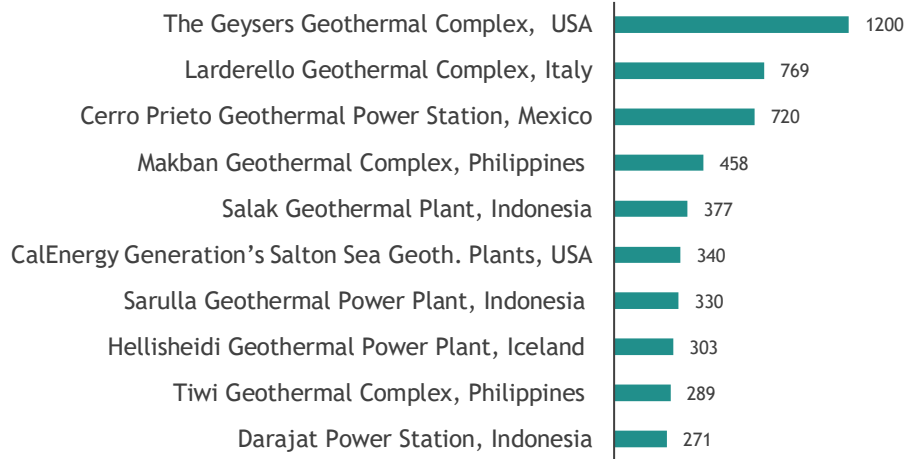 The Geysers Geothermal Complex, USA 1200
Larderello Geothermal Complex, Italy 769
Cerro Prieto Geothermal Power Station, Mexico 720
Makban Geothermal Complex, Philippines 458
Salak Geothermal Plant, Indonesia 377
CalEnergy Generation’s Salton Sea Geoth. Plants, USA 340
Sarulla Geothermal Power Plant, Indonesia 330
Hellisheidi Geothermal Power Plant, Iceland 303
Tiwi Geothermal Complex, Philippines 289
Darajat Power Station, Indonesia 271